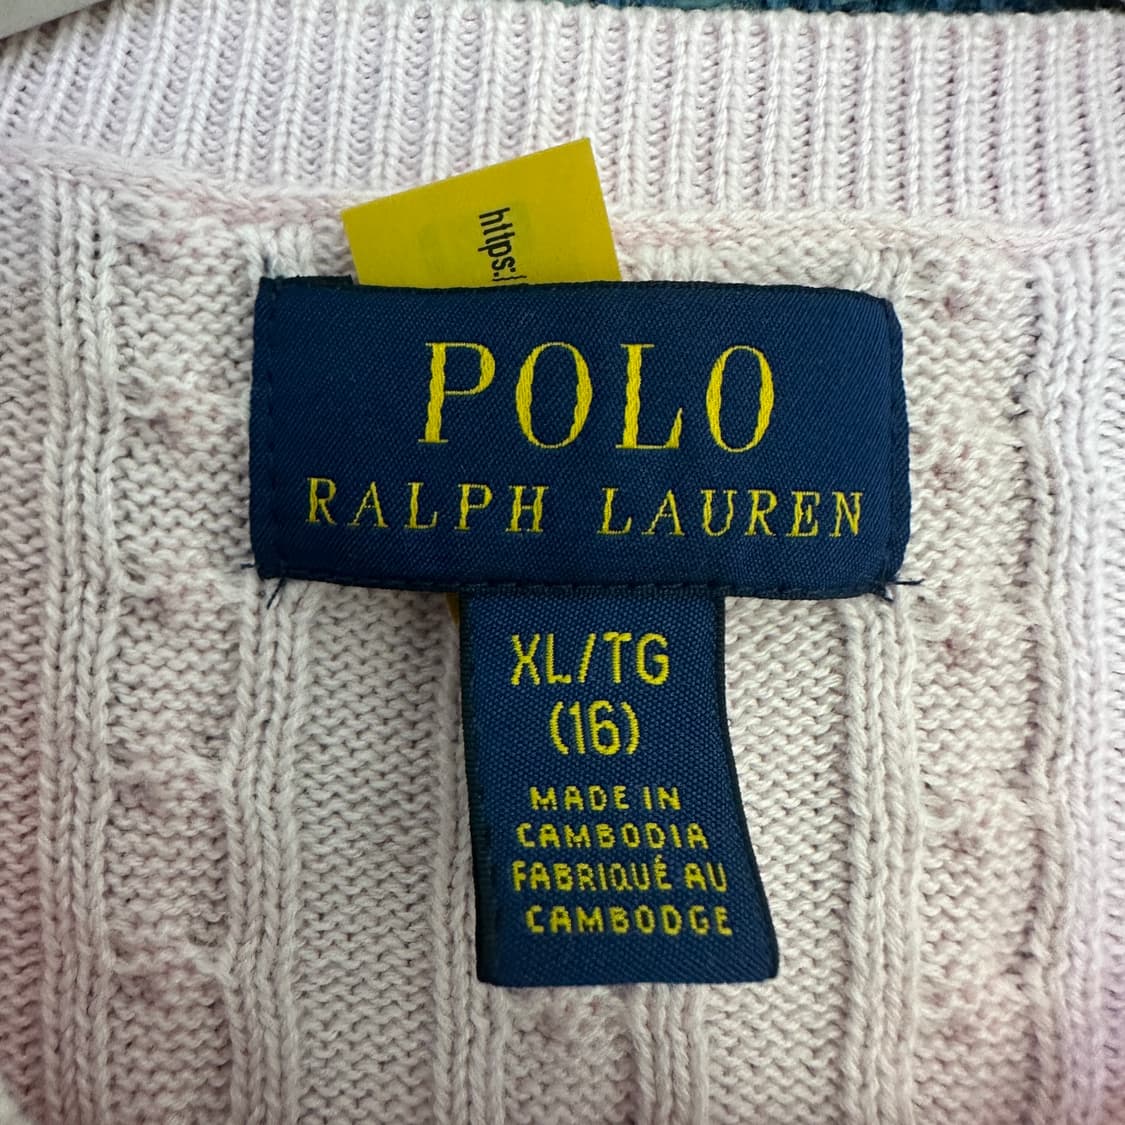 https:/
POLO
RALPH LAUREN
XL/TG
(16)
MADE IN
CAMBODIA
FABRIQUÉ AU
CAMBODGE